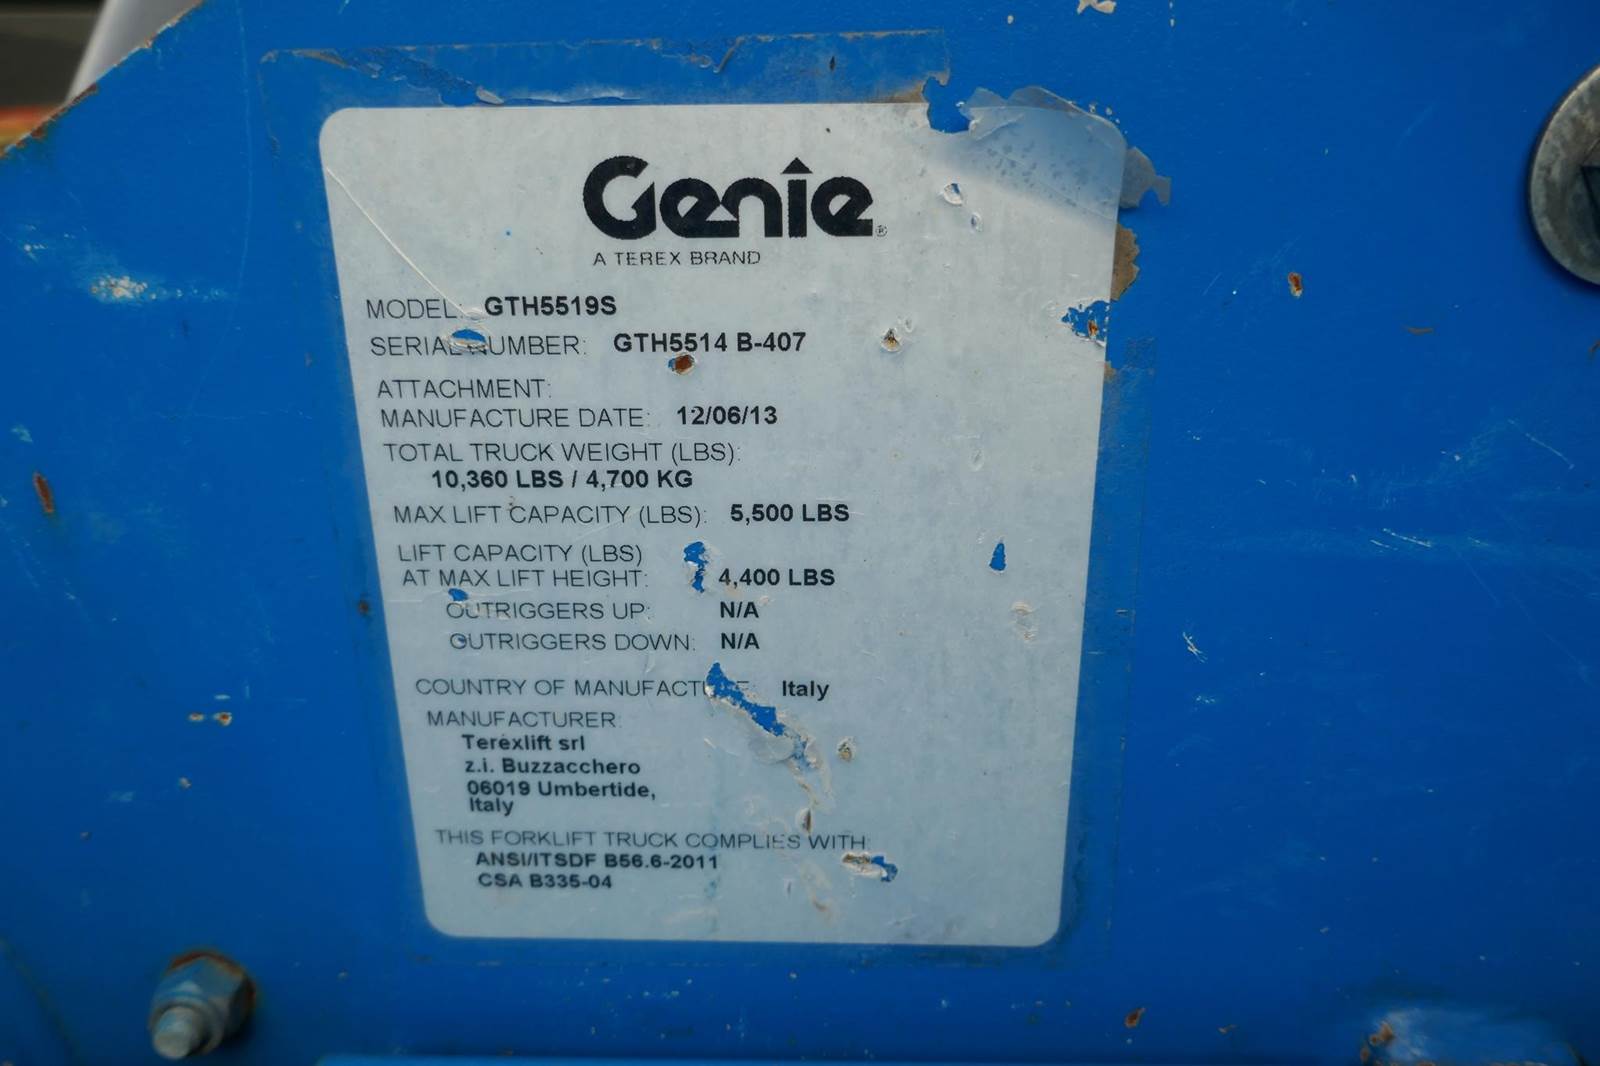 Genie®
A TEREX BRAND
MODEL: GTH5519S
SERIAL NUMBER: GTH5514 B-407
ATTACHMENT:
MANUFACTURE DATE: 12/06/13
TOTAL TRUCK WEIGHT (LBS):
10,360 LBS / 4,700 KG
MAX LIFT CAPACITY (LBS): 5,500 LBS
LIFT CAPACITY (LBS)
AT MAX LIFT HEIGHT: 4,400 LBS
OUTRIGGERS UP: N/A
OUTRIGGERS DOWN: N/A
COUNTRY OF MANUFACTURE: Italy
MANUFACTURER:
Terexlift srl
z.i. Buzzacchero
06019 Umbertide,
Italy
THIS FORKLIFT TRUCK COMPLIES WITH:
ANSI/ITSDF B56.6-2011
CSA B335-04